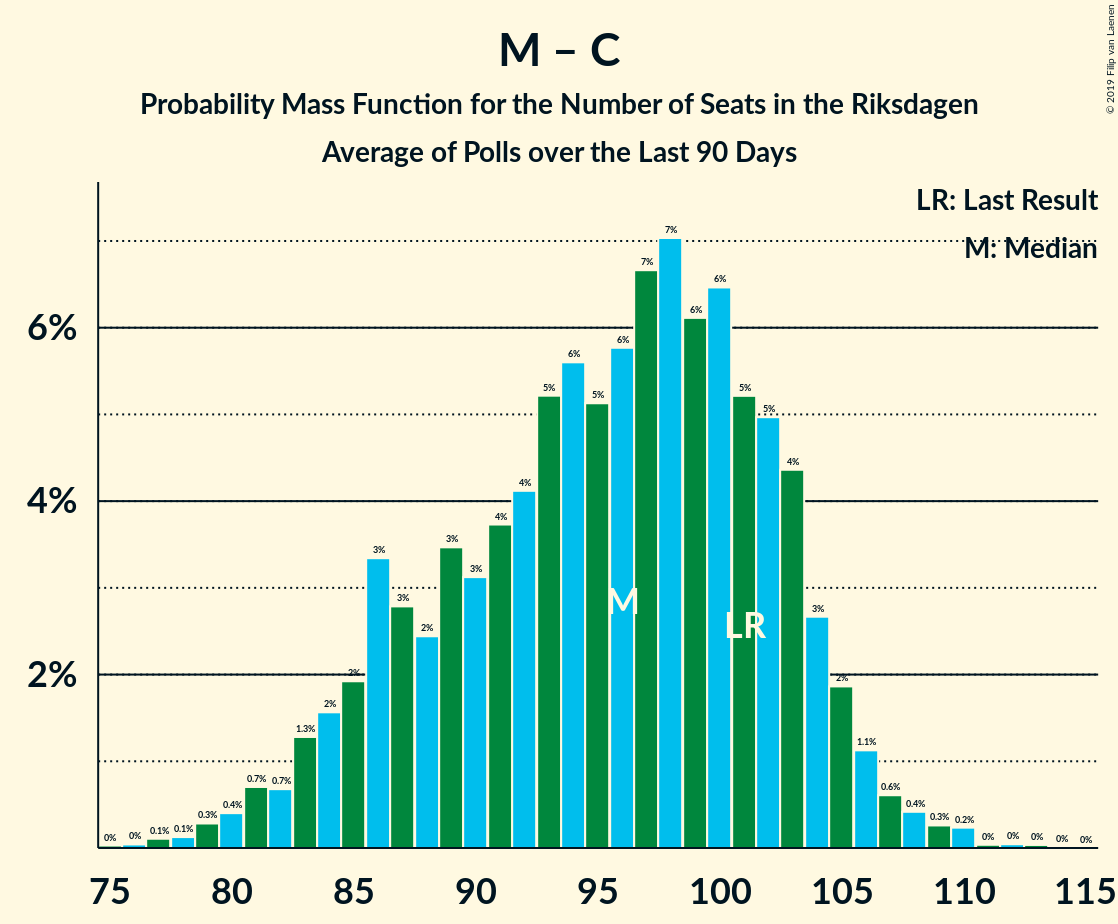 M – C
Probability Mass Function for the Number of Seats in the Riksdagen
Average of Polls over the Last 90 Days
© 2019 Filip van Laenen
LR: Last Result
M: Median
6%
4%
2%
0% 0% 0.1% 0.1% 0.3% 0.4% 0.7% 0.7% 1.3% 2% 2% 3% 3% 2% 3% 3% 4% 4% 5% 6% 5% 6% 7% 7% 6% 6% 5% 5% 4% 3% 2% 1.1% 0.6% 0.4% 0.3% 0.2% 0% 0% 0% 0% 0%
M
LR
75 80 85 90 95 100 105 110 115